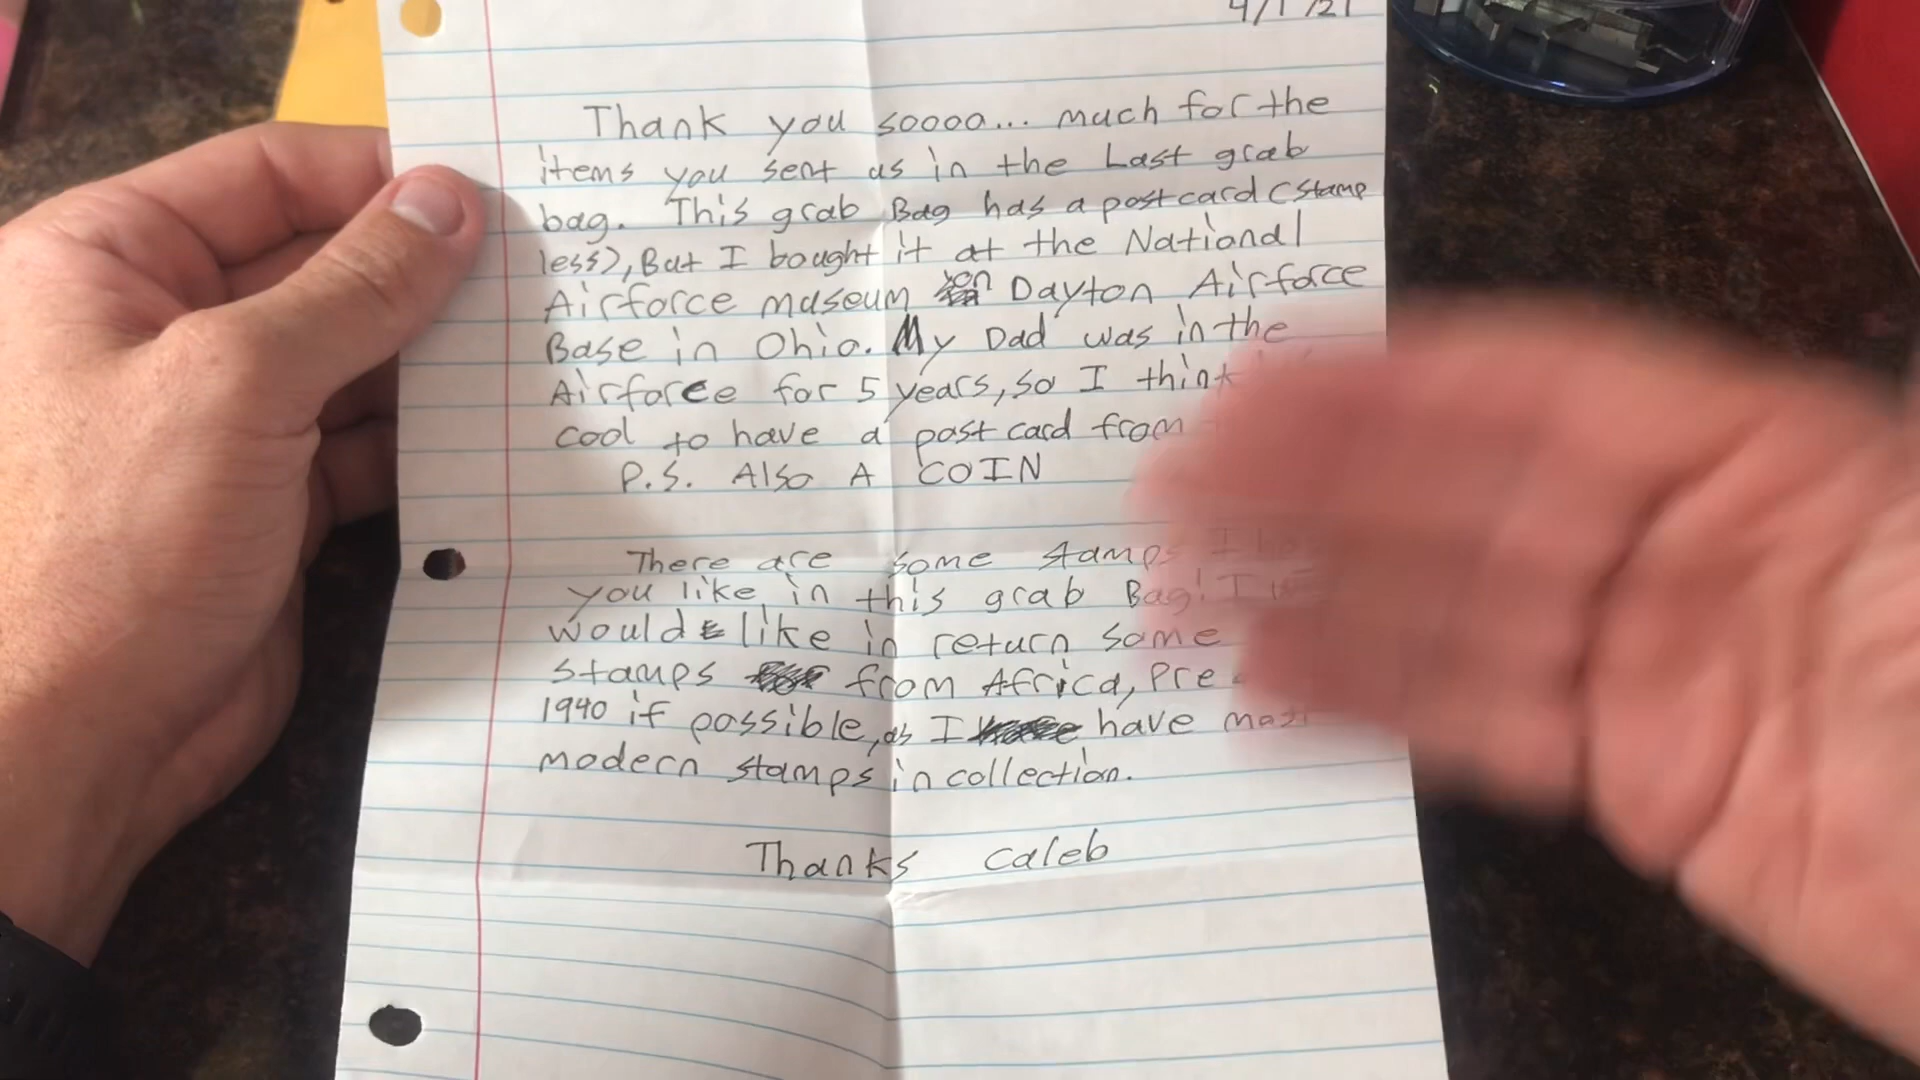 4/1/21
Thank you soooo... much for the
items you sent as in the Last grab
bag. This grab Bag has a postcard (stamp
less), But I bought it at the National
Airforce museum on Dayton Airforce
Base in Ohio. My Dad was in the
Airforce for 5 years, so I think
cool to have a post card from
P.S. Also A COIN
There are some stamps I
you like in this grab Bag! I
would like in return some
stamps from Africa, Pre
1940 if possible, as I have
modern stamps in collection.
Thanks Caleb